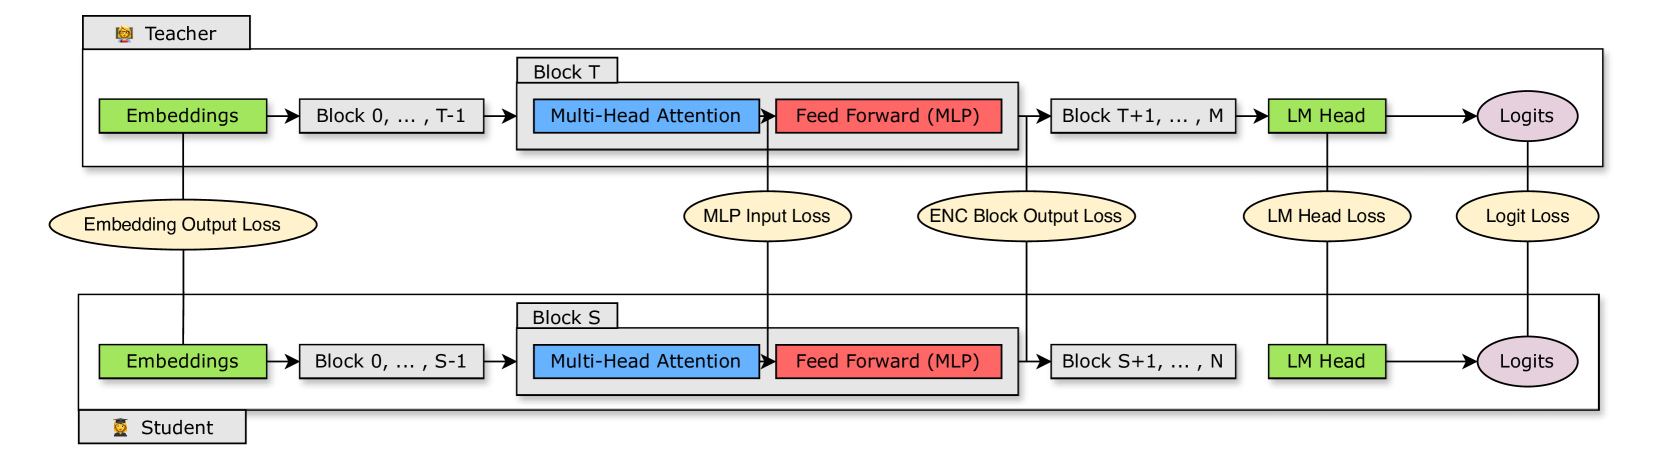 Teacher
Block T
Embeddings
Block 0, ... , T-1
Multi-Head Attention
Feed Forward (MLP)
Block T+1, ... , M
LM Head
Logits
Embedding Output Loss
MLP Input Loss
ENC Block Output Loss
LM Head Loss
Logit Loss
Block S
Embeddings
Block 0, ... , S-1
Multi-Head Attention
Feed Forward (MLP)
Block S+1, ... , N
LM Head
Logits
Student